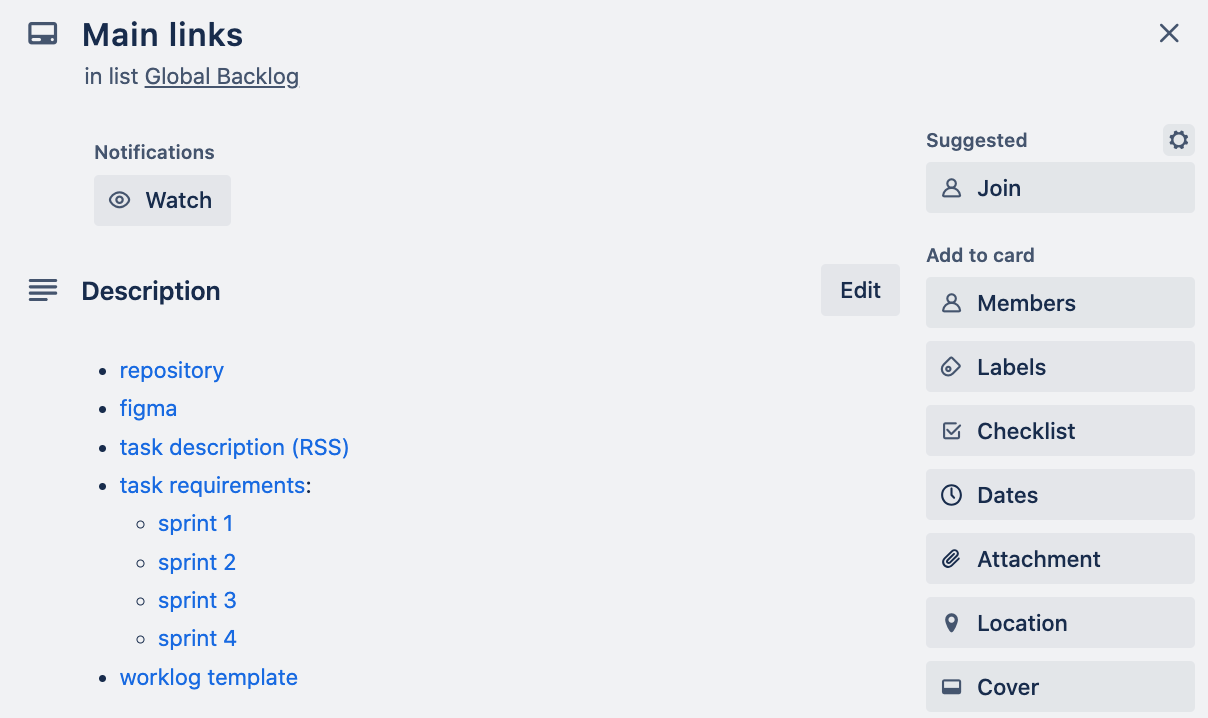 Main links
in list Global Backlog
Notifications
Watch
Description
Edit
repository
figma
task description (RSS)
task requirements:
sprint 1
sprint 2
sprint 3
sprint 4
worklog template
Suggested
Join
Add to card
Members
Labels
Checklist
Dates
Attachment
Location
Cover